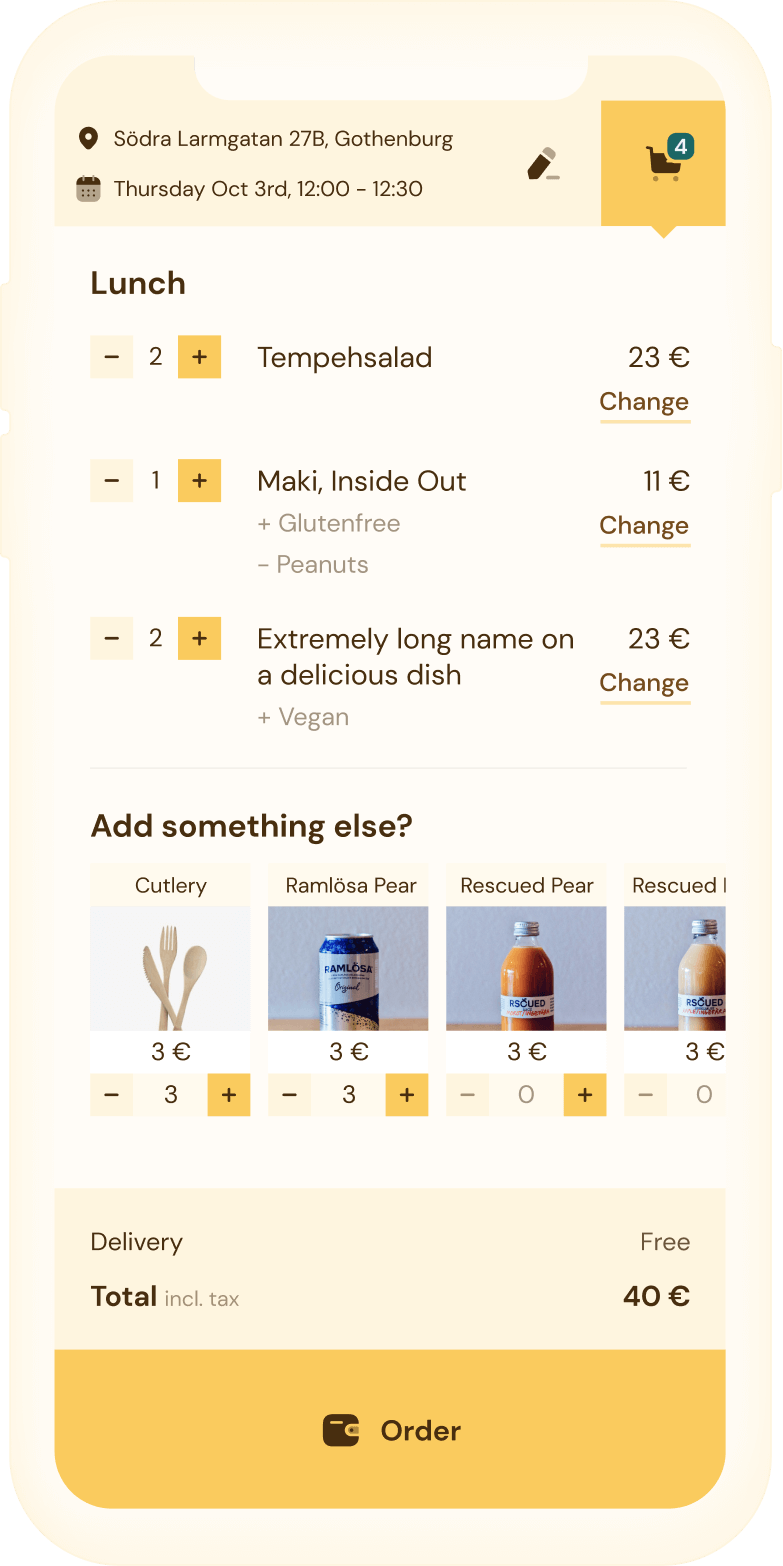 Södra Larmgatan 27B, Gothenburg
4
Thursday Oct 3rd, 12:00 - 12:30
Lunch
− 2 + Tempehsalad 23 €
Change
− 1 + Maki, Inside Out 11 €
+ Glutenfree Change
- Peanuts
− 2 + Extremely long name on 23 €
a delicious dish Change
+ Vegan
Add something else?
Cutlery Ramlösa Pear Rescued Pear Rescued
RAMLÖSA
Original
RSQUED RSQUED
3 € 3 € 3 € 3 €
− 3 + − 3 + − 0 + − 0
Delivery Free
Total incl. tax 40 €
Order